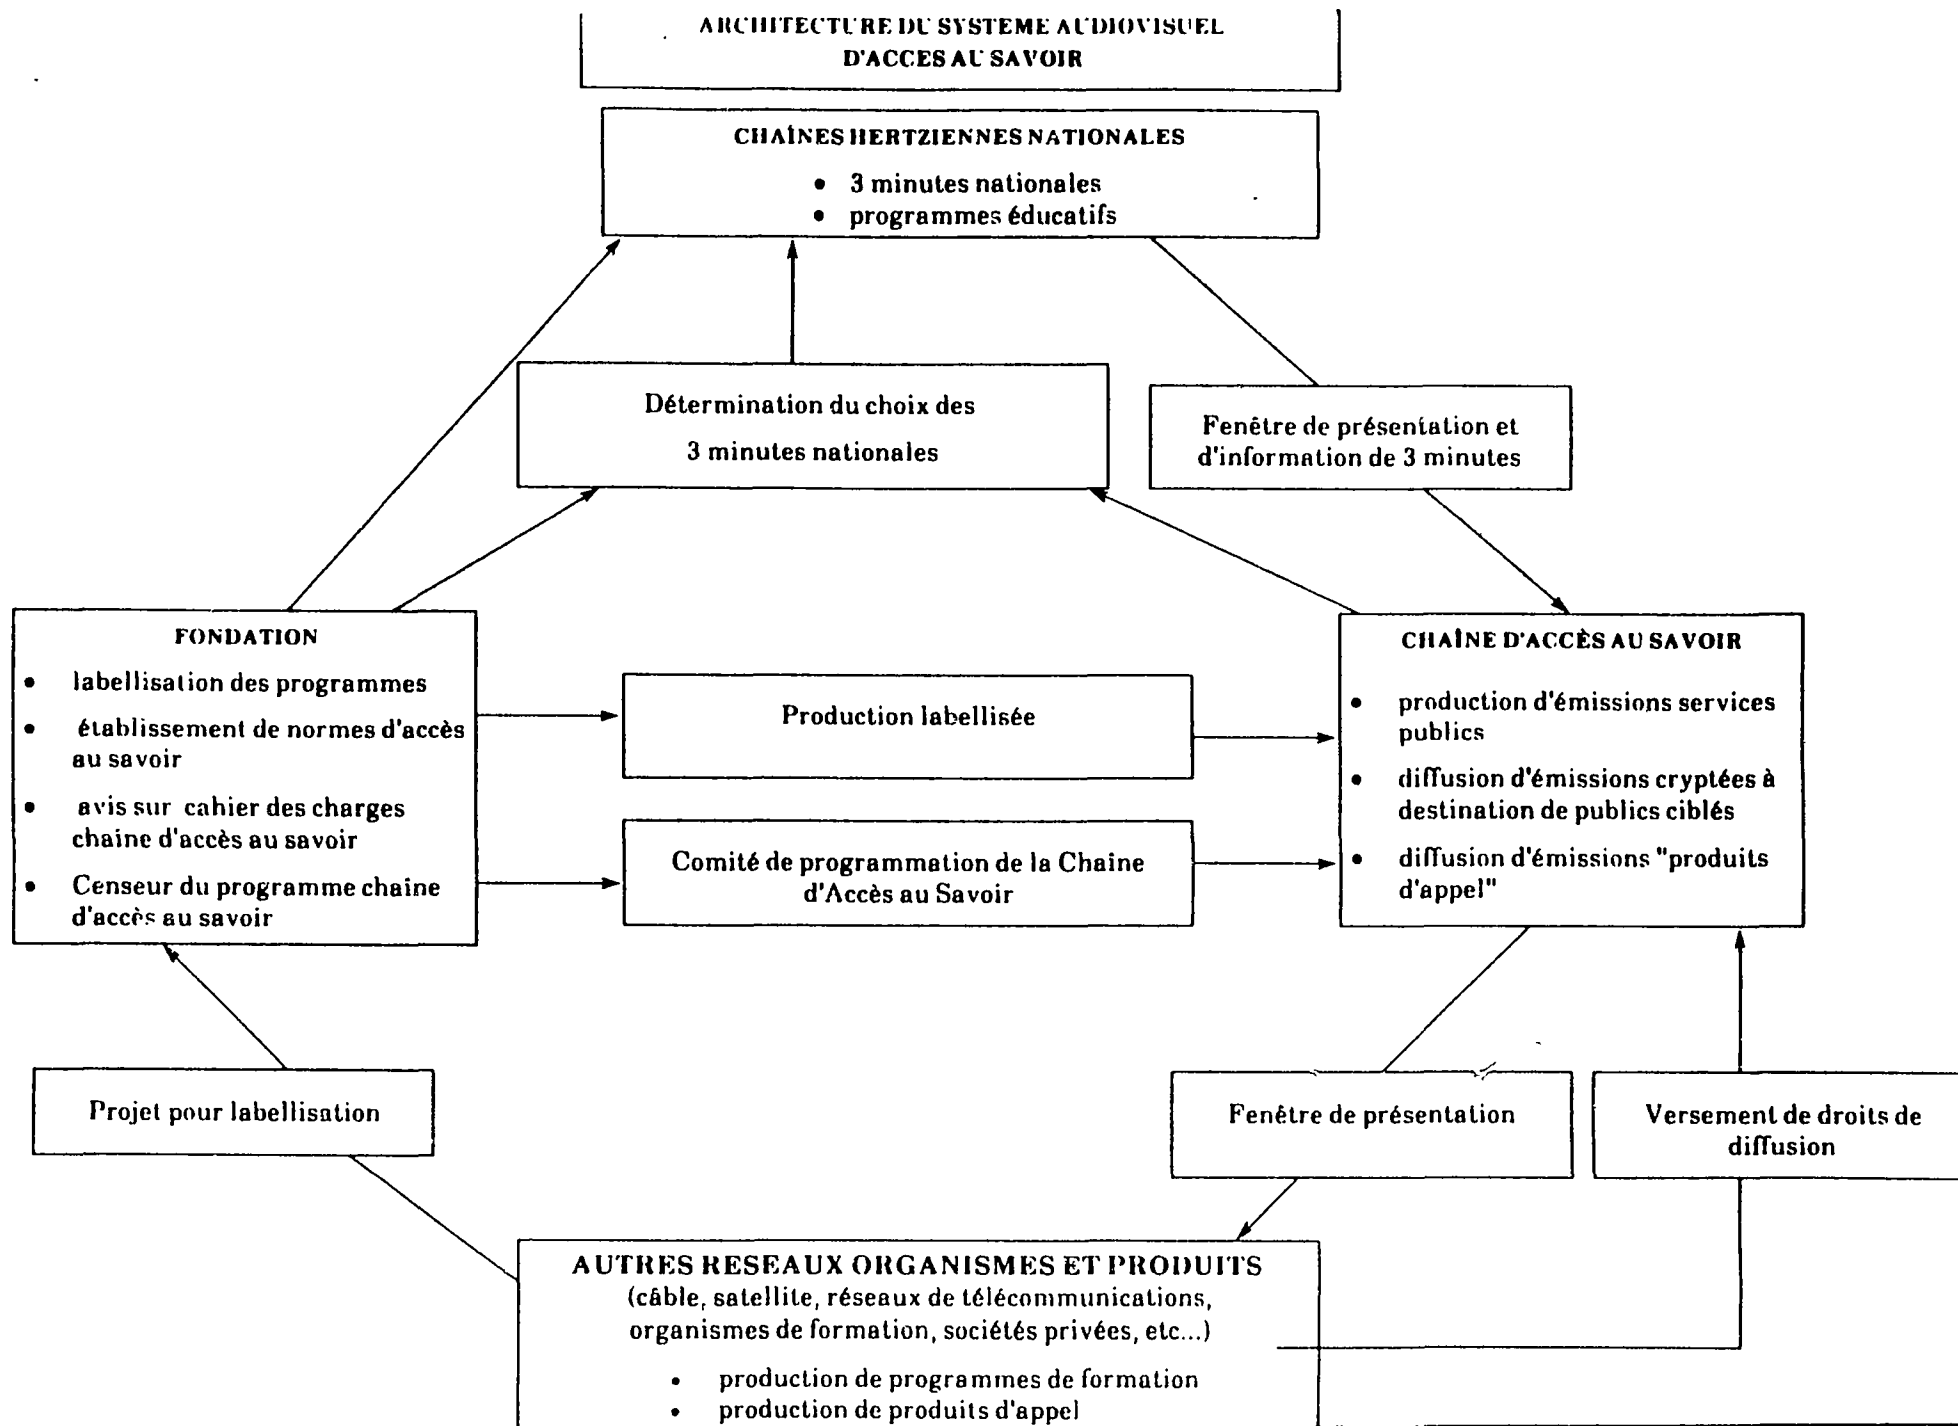 ARCHITECTURE DU SYSTEME AUDIOVISUEL
D'ACCES AU SAVOIR
CHAÎNES HERTZIENNES NATIONALES
• 3 minutes nationales
• programmes éducatifs
Détermination du choix des
3 minutes nationales
Fenêtre de présentation et
d'information de 3 minutes
FONDATION
• labellisation des programmes
• établissement de normes d'accès
au savoir
• avis sur cahier des charges
chaine d'accès au savoir
• Censeur du programme chaine
d'accès au savoir
Production labellisée
Comité de programmation de la Chaîne
d'Accès au Savoir
CHAÎNE D'ACCÈS AU SAVOIR
• production d'émissions services
publics
• diffusion d'émissions cryptées à
destination de publics ciblés
• diffusion d'émissions "produits
d'appel"
Projet pour labellisation
Fenêtre de présentation
Versement de droits de
diffusion
AUTRES RESEAUX ORGANISMES ET PRODUITS
(câble, satellite, réseaux de télécommunications,
organismes de formation, sociétés privées, etc...)
• production de programmes de formation
• production de produits d'appel